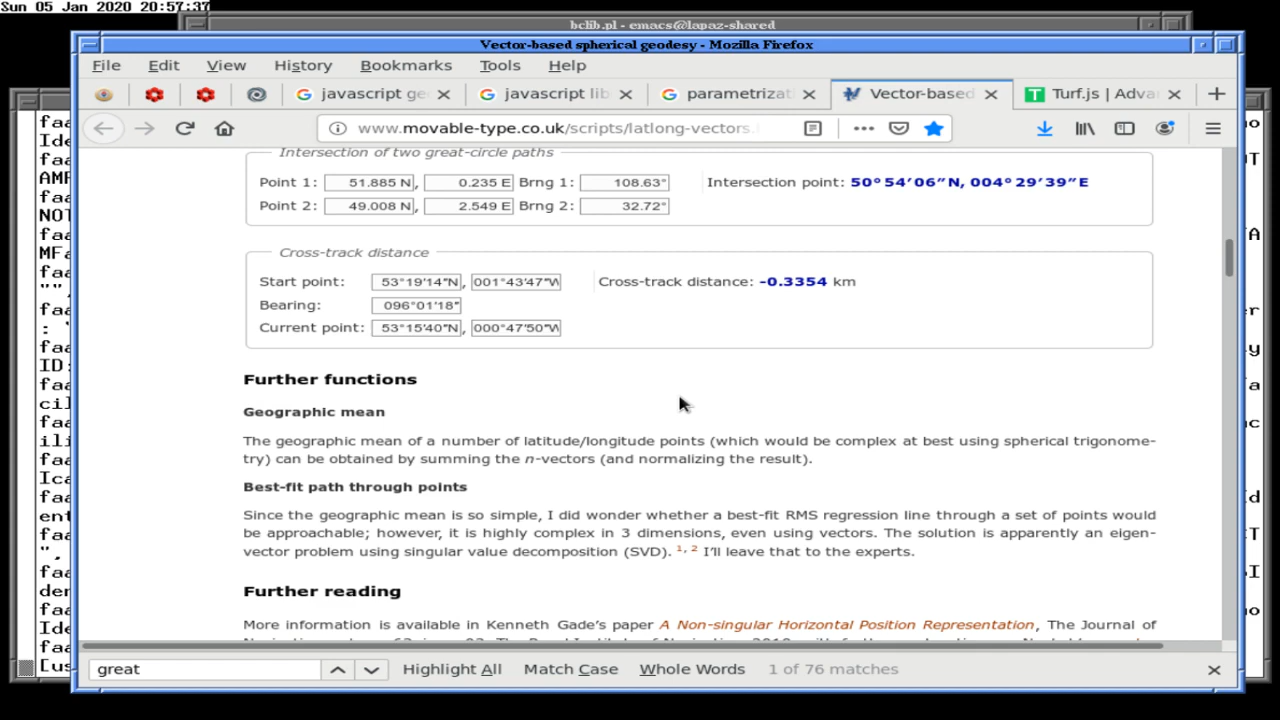 Sun 05 Jan 2020 20:57:37
bclib.pl - emacs@lapaz-shared
Vector-based spherical geodesy - Mozilla Firefox
File Edit View History Bookmarks Tools Help
javascript ge
javascript lib
parametrizat
Vector-based
Turf.js | Adva
www.movable-type.co.uk/scripts/latlong-vectors.
Intersection of two great-circle paths
Point 1: 51.885 N, 0.235 E Brng 1: 108.63° Intersection point: 50°54′06″N, 004°29′39″E
Point 2: 49.008 N, 2.549 E Brng 2: 32.72°
Cross-track distance
Start point: 53°19'14"N, 001°43'47"W Cross-track distance: -0.3354 km
Bearing: 096°01'18"
Current point: 53°15'40"N, 000°47'50"W
Further functions
Geographic mean
The geographic mean of a number of latitude/longitude points (which would be complex at best using spherical trigonome-
try) can be obtained by summing the n-vectors (and normalizing the result).
Best-fit path through points
Since the geographic mean is so simple, I did wonder whether a best-fit RMS regression line through a set of points would
be approachable; however, it is highly complex in 3 dimensions, even using vectors. The solution is apparently an eigen-
vector problem using singular value decomposition (SVD). 1, 2 I'll leave that to the experts.
Further reading
More information is available in Kenneth Gade's paper A Non-singular Horizontal Position Representation, The Journal of
great
Highlight All Match Case Whole Words 1 of 76 matches